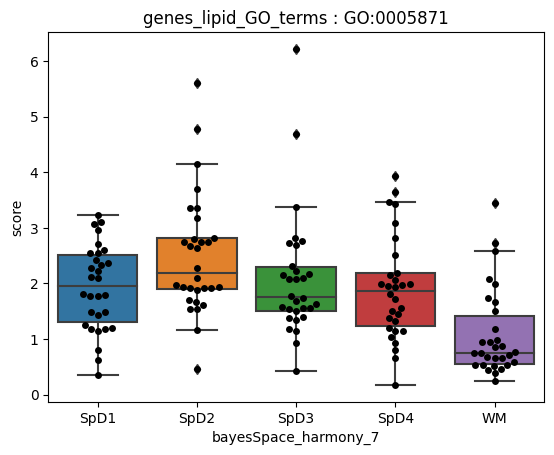 genes_lipid_GO_terms : GO:0005871
6
5
4
3
2
1
0
score
SpD1 SpD2 SpD3 SpD4 WM
bayesSpace_harmony_7